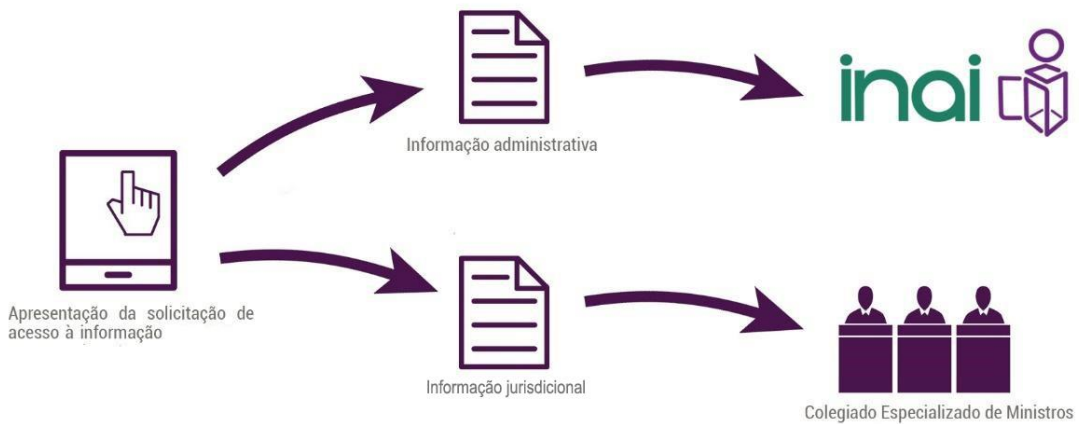 Informação administrativa
inai
Apresentação da solicitação de
acesso à informação
Informação jurisdicional
Colegiado Especializado de Ministros